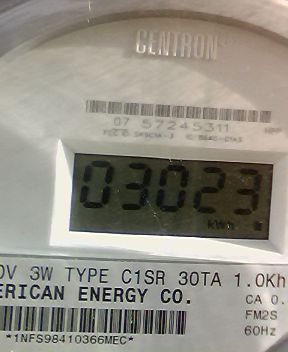 CENTRON
07 57245311
03023
kWh
0V 3W TYPE C1SR 30TA 1.0Kh
ERICAN ENERGY CO. CA 0.
FM2S
60Hz
*1NFS98410366MEC*